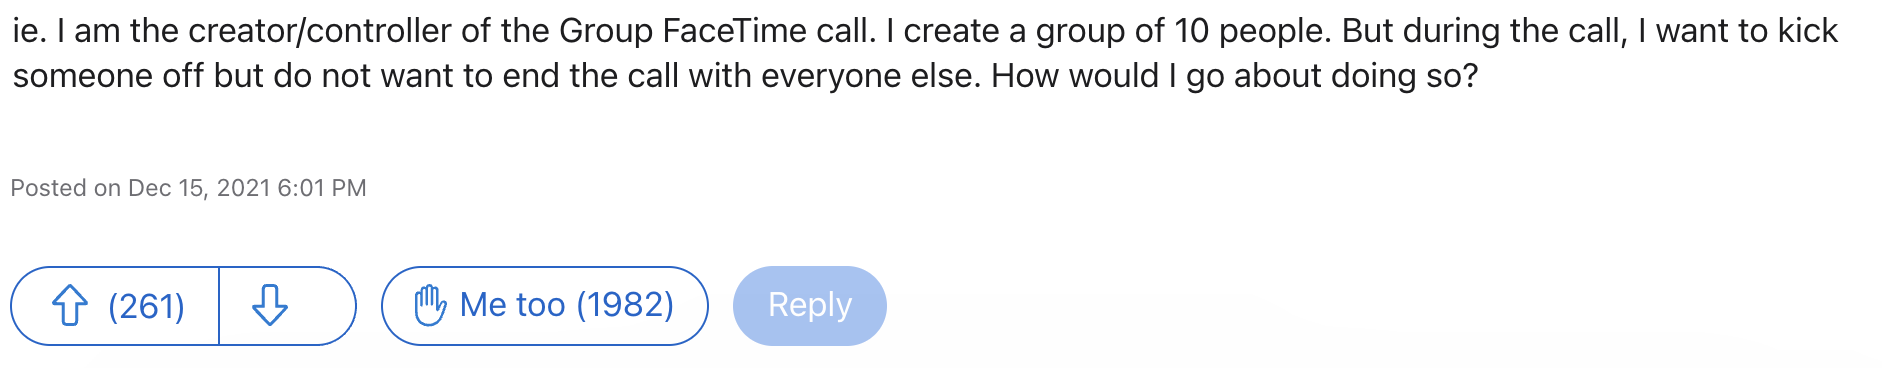 ie. I am the creator/controller of the Group FaceTime call. I create a group of 10 people. But during the call, I want to kick
someone off but do not want to end the call with everyone else. How would I go about doing so?
Posted on Dec 15, 2021 6:01 PM
(261) Me too (1982) Reply